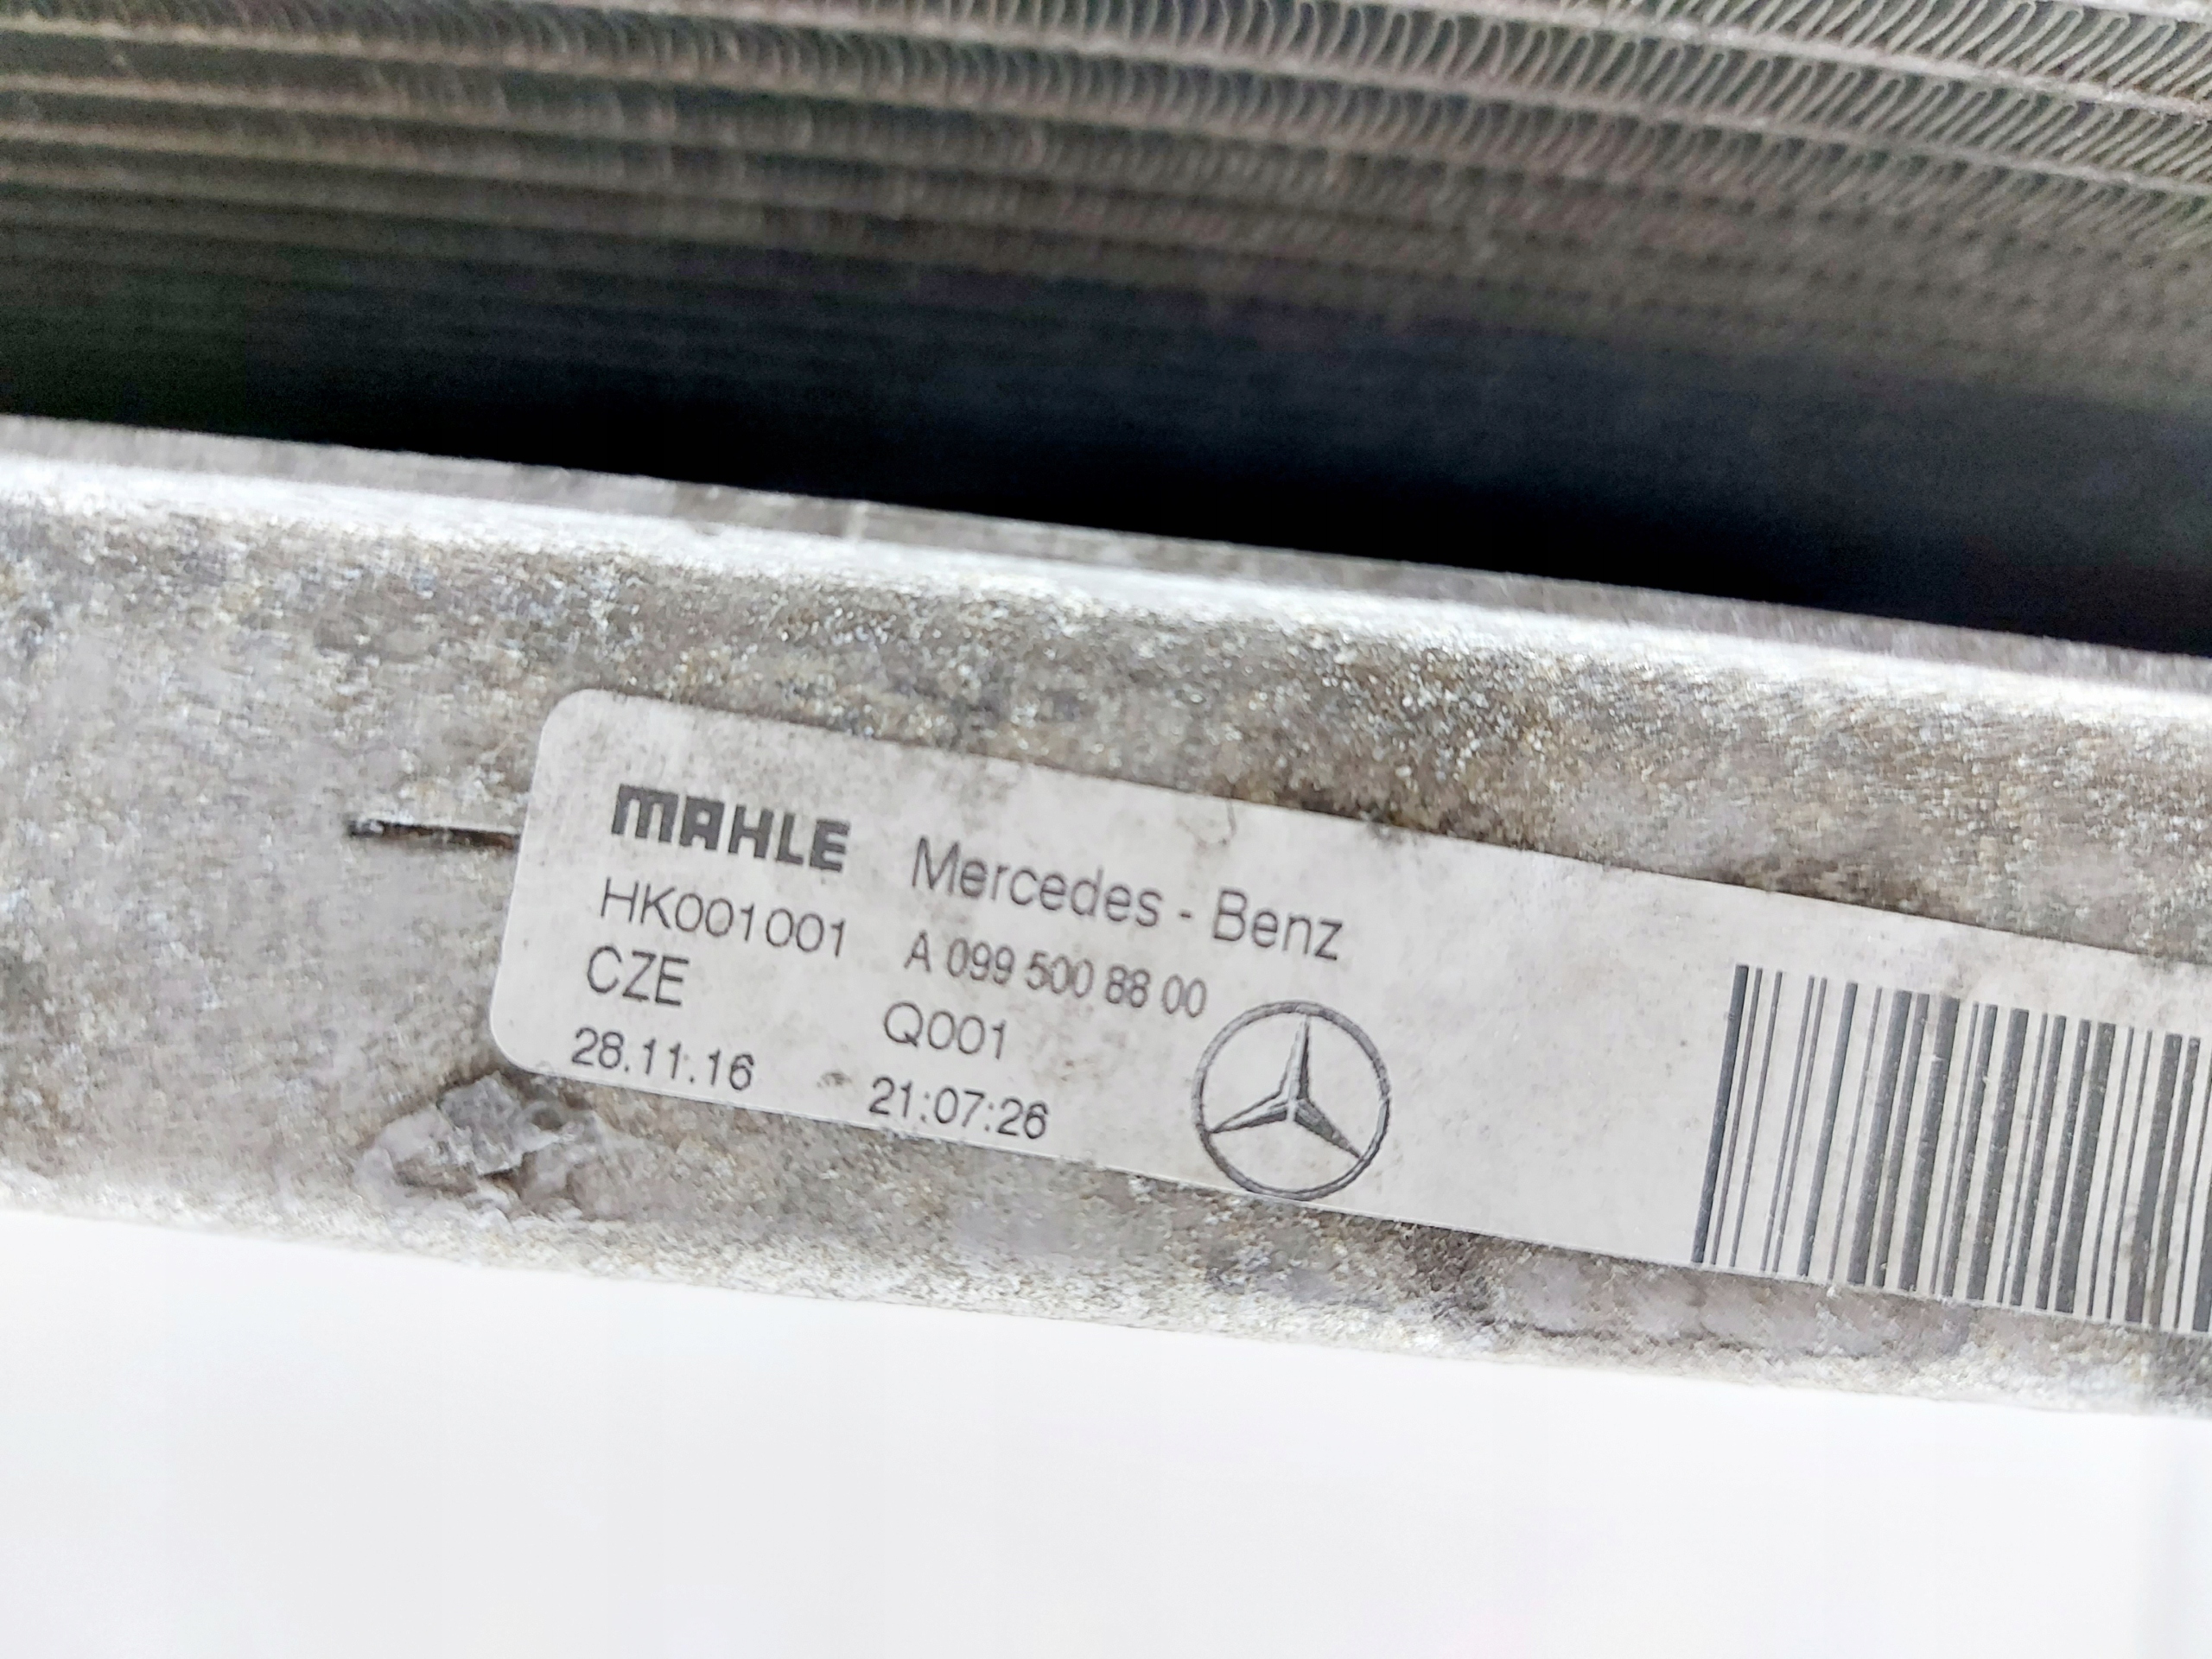 MAHLE Mercedes - Benz
HK001001 A 099 500 88 00
CZE Q001
28.11.16 21:07:26